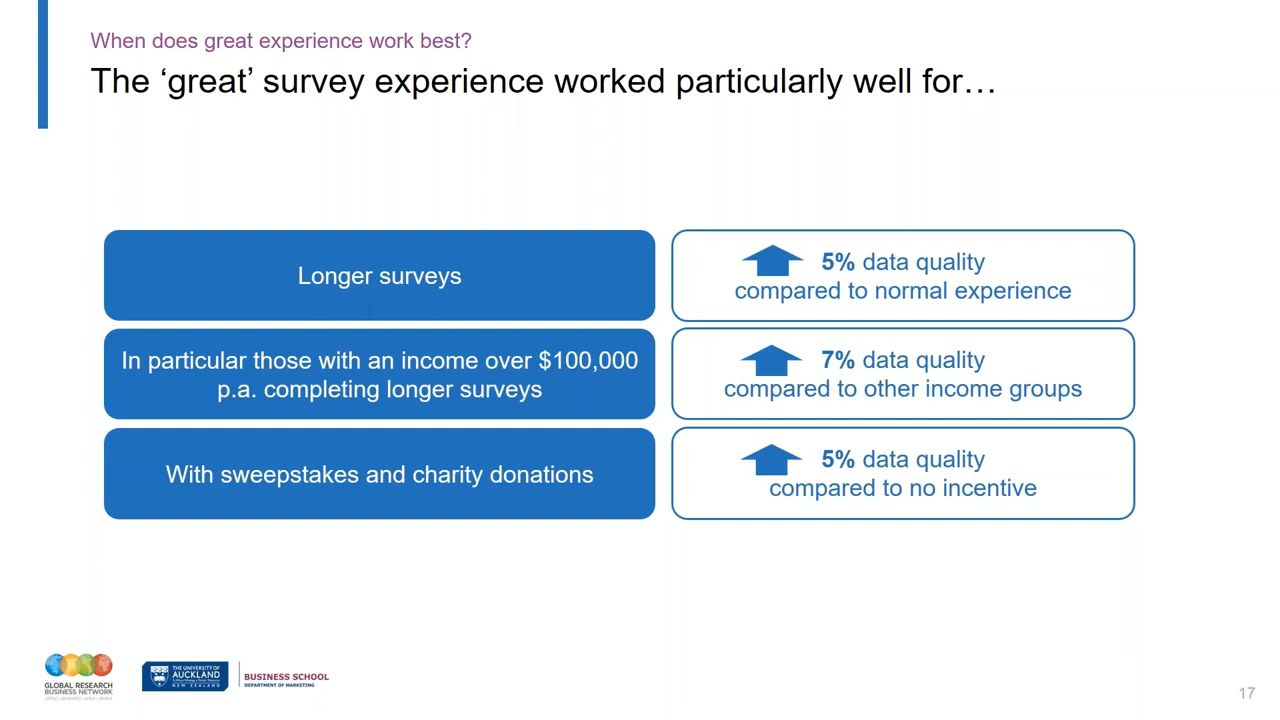 When does great experience work best?
The ‘great’ survey experience worked particularly well for…
Longer surveys
5% data quality
compared to normal experience
In particular those with an income over $100,000
p.a. completing longer surveys
7% data quality
compared to other income groups
With sweepstakes and charity donations
5% data quality
compared to no incentive
GLOBAL RESEARCH
BUSINESS NETWORK
THE UNIVERSITY OF
AUCKLAND
NEW ZEALAND
BUSINESS SCHOOL
DEPARTMENT OF MARKETING
17